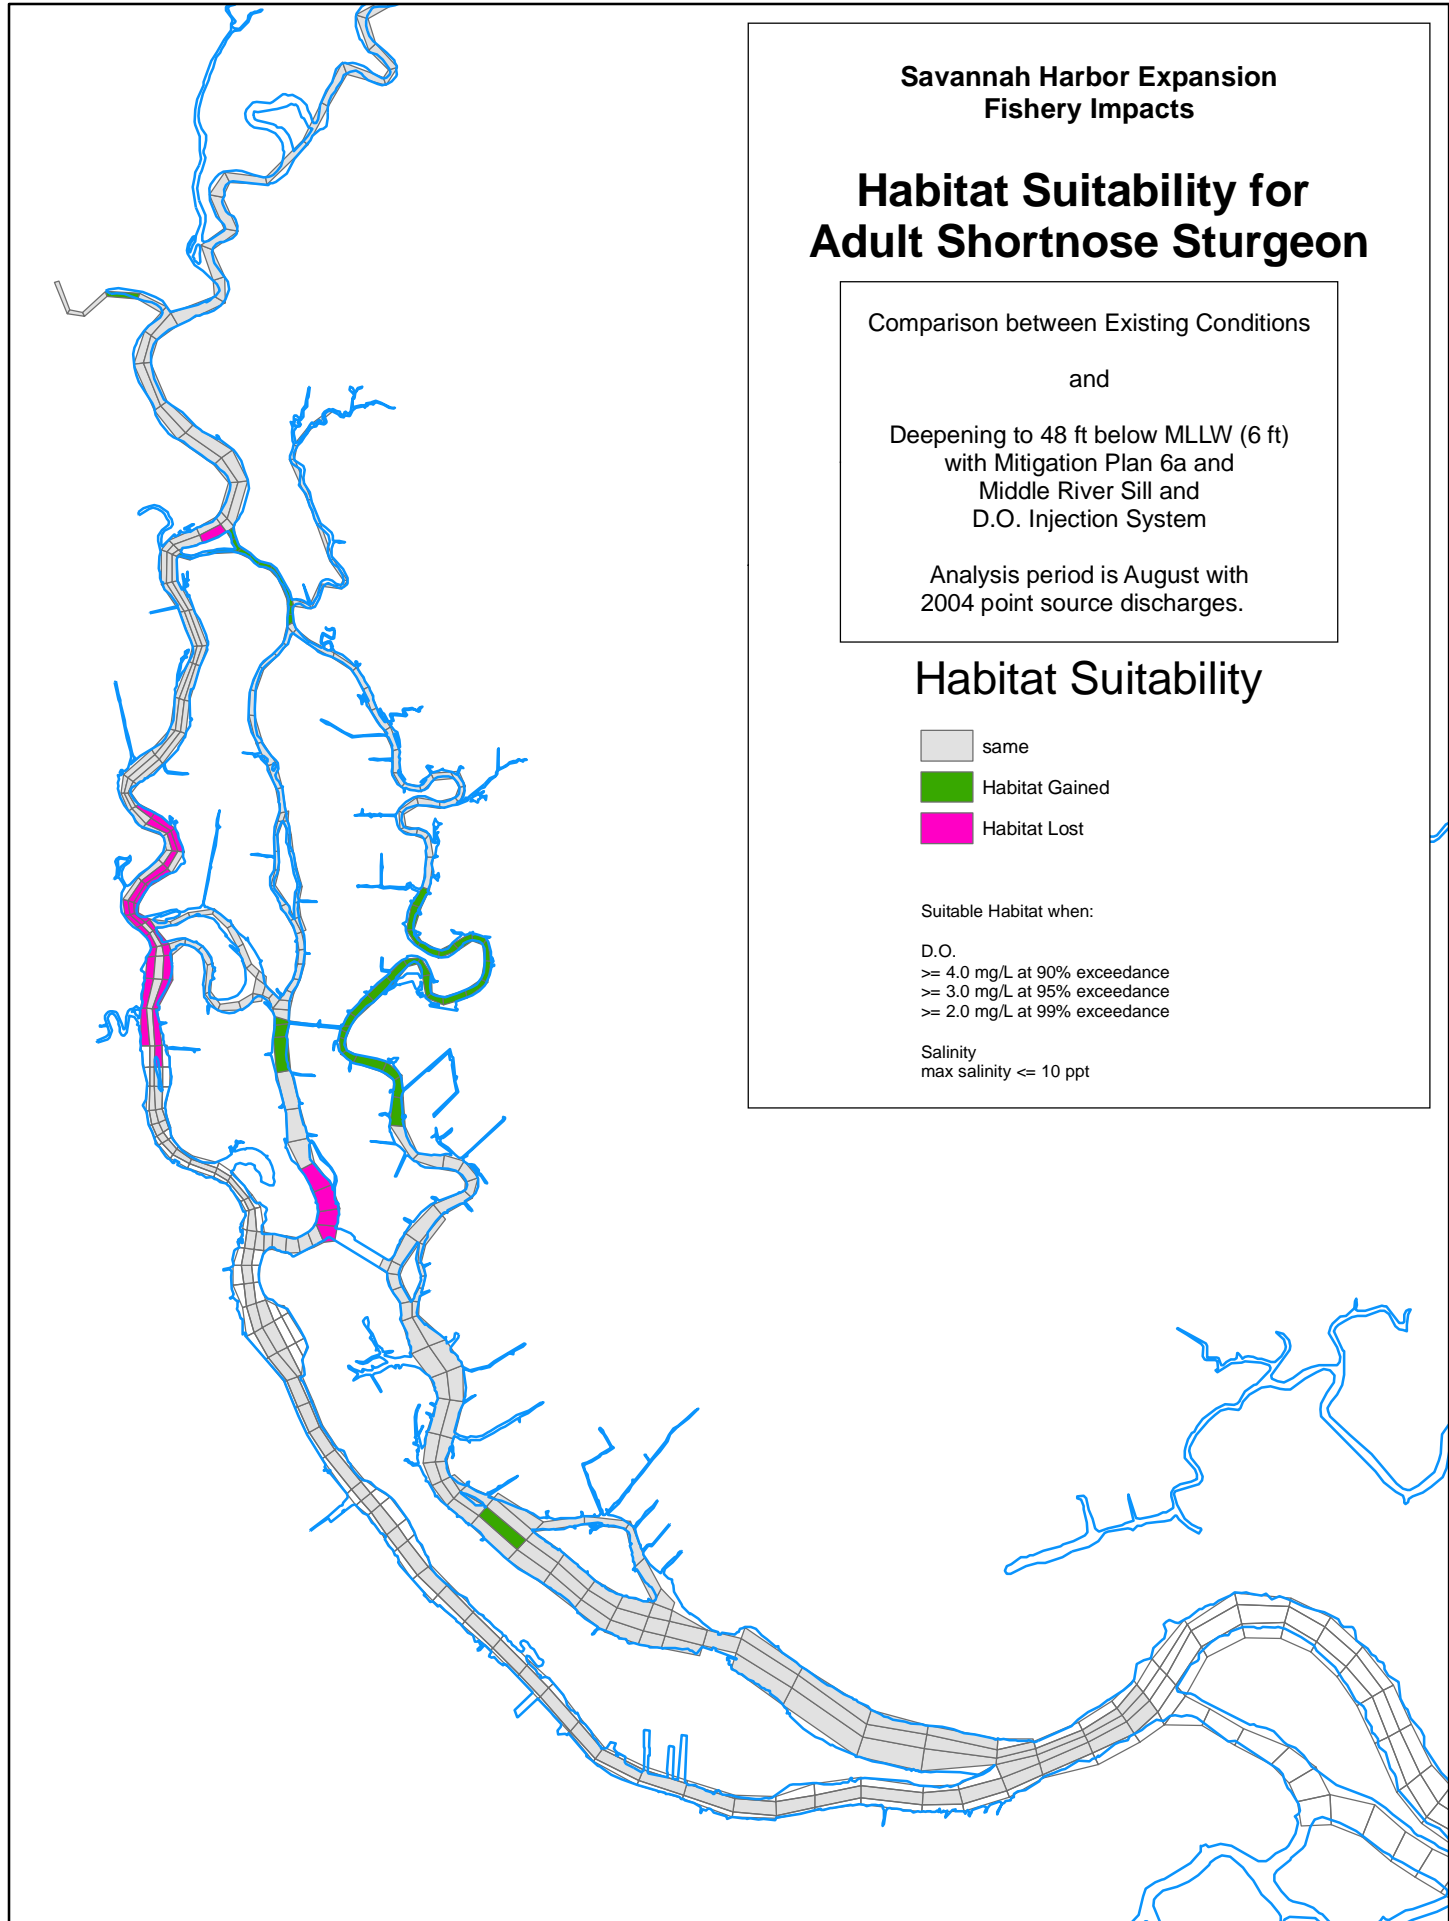 Savannah Harbor Expansion
Fishery Impacts
Habitat Suitability for
Adult Shortnose Sturgeon
Comparison between Existing Conditions
and
Deepening to 48 ft below MLLW (6 ft)
with Mitigation Plan 6a and
Middle River Sill and
D.O. Injection System
Analysis period is August with
2004 point source discharges.
Habitat Suitability
same
Habitat Gained
Habitat Lost
Suitable Habitat when:
D.O.
>= 4.0 mg/L at 90% exceedance
>= 3.0 mg/L at 95% exceedance
>= 2.0 mg/L at 99% exceedance
Salinity
max salinity <= 10 ppt